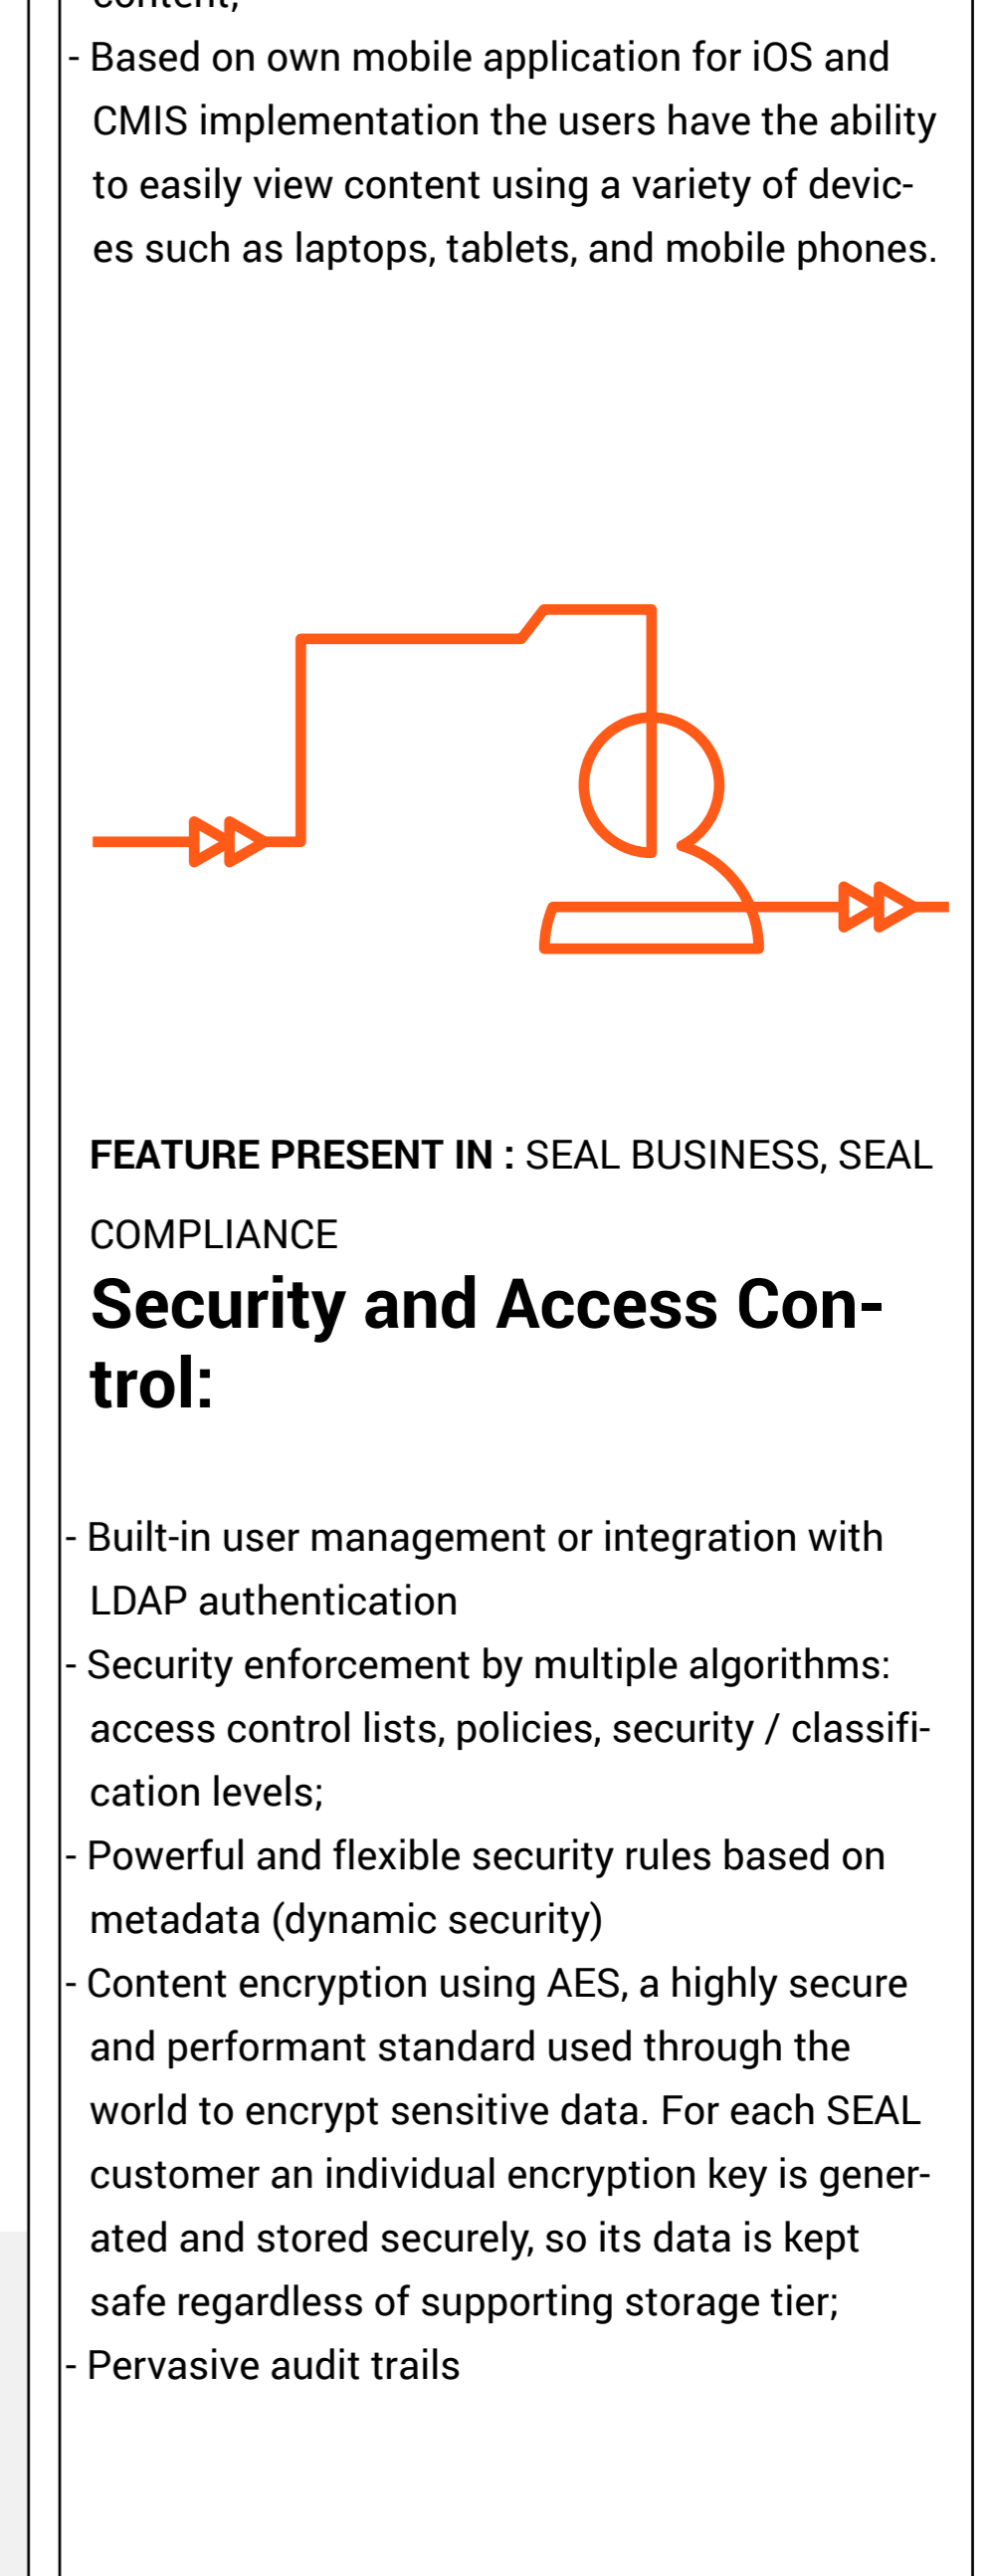 content;
- Based on own mobile application for iOS and
CMIS implementation the users have the ability
to easily view content using a variety of devic-
es such as laptops, tablets, and mobile phones.
FEATURE PRESENT IN : SEAL BUSINESS, SEAL
COMPLIANCE
Security and Access Con-
trol:
- Built-in user management or integration with
LDAP authentication
- Security enforcement by multiple algorithms:
access control lists, policies, security / classifi-
cation levels;
- Powerful and flexible security rules based on
metadata (dynamic security)
- Content encryption using AES, a highly secure
and performant standard used through the
world to encrypt sensitive data. For each SEAL
customer an individual encryption key is gener-
ated and stored securely, so its data is kept
safe regardless of supporting storage tier;
- Pervasive audit trails